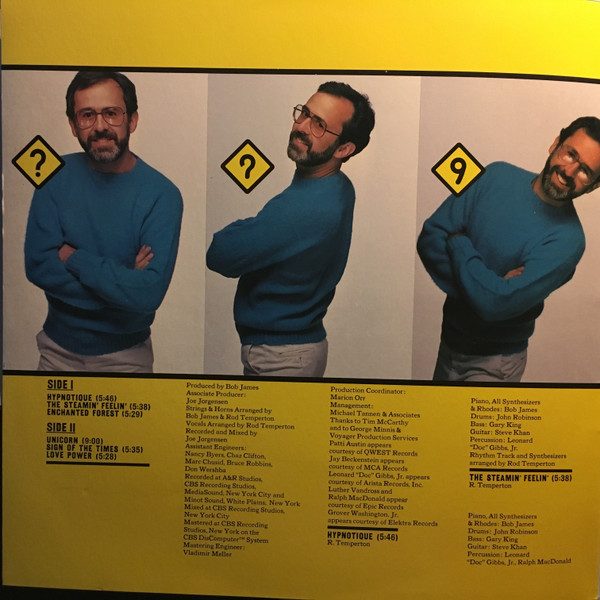 ?
?
?
SIDE I
HYPNOTIQUE (5:46)
THE STEAMIN' FEELIN' (5:38)
ENCHANTED FOREST (5:29)
SIDE II
UNICORN (9:00)
SIGN OF THE TIMES (5:35)
LOVE POWER (5:28)
Produced by Bob James
Associate Producer:
Joe Jorgensen
Strings & Horns Arranged by
Bob James & Rod Temperton
Vocals Arranged by Rod Temperton
Recorded and Mixed by
Joe Jorgensen
Assistant Engineers:
Nancy Byers, Chaz Clifton,
Marc Chusid, Bruce Robbins,
Don Wershba
Recorded at A&R Studios,
CBS Recording Studios,
MediaSound, New York City and
Minot Sound, White Plains, New York
Mixed at CBS Recording Studios,
New York City
Mastered at CBS Recording
Studios, New York on the
CBS DisComputer™ System
Mastering Engineer:
Vladimir Meller
Production Coordinator:
Marion Orr
Management:
Michael Tannen & Associates
Thanks to Tim McCarthy
and to George Minnis &
Voyager Production Services
Patti Austin appears
courtesy of QWEST Records
Jay Beckenstein appears
courtesy of MCA Records
Leonard "Doc" Gibbs, Jr. appears
courtesy of Arista Records, Inc.
Luther Vandross and
Ralph MacDonald appear
courtesy of Epic Records
Grover Washington, Jr.
appears courtesy of Elektra Records
HYPNOTIQUE (5:46)
R. Temperton
Piano, All Synthesizers
& Rhodes: Bob James
Drums: John Robinson
Bass: Gary King
Guitar: Steve Khan
Percussion: Leonard
"Doc" Gibbs, Jr.
Rhythm Track and Synthesizers
arranged by Rod Temperton
THE STEAMIN' FEELIN' (5:38)
R. Temperton
Piano, All Synthesizers
& Rhodes: Bob James
Drums: John Robinson
Bass: Gary King
Guitar: Steve Khan
Percussion: Leonard
"Doc" Gibbs, Jr., Ralph MacDonald